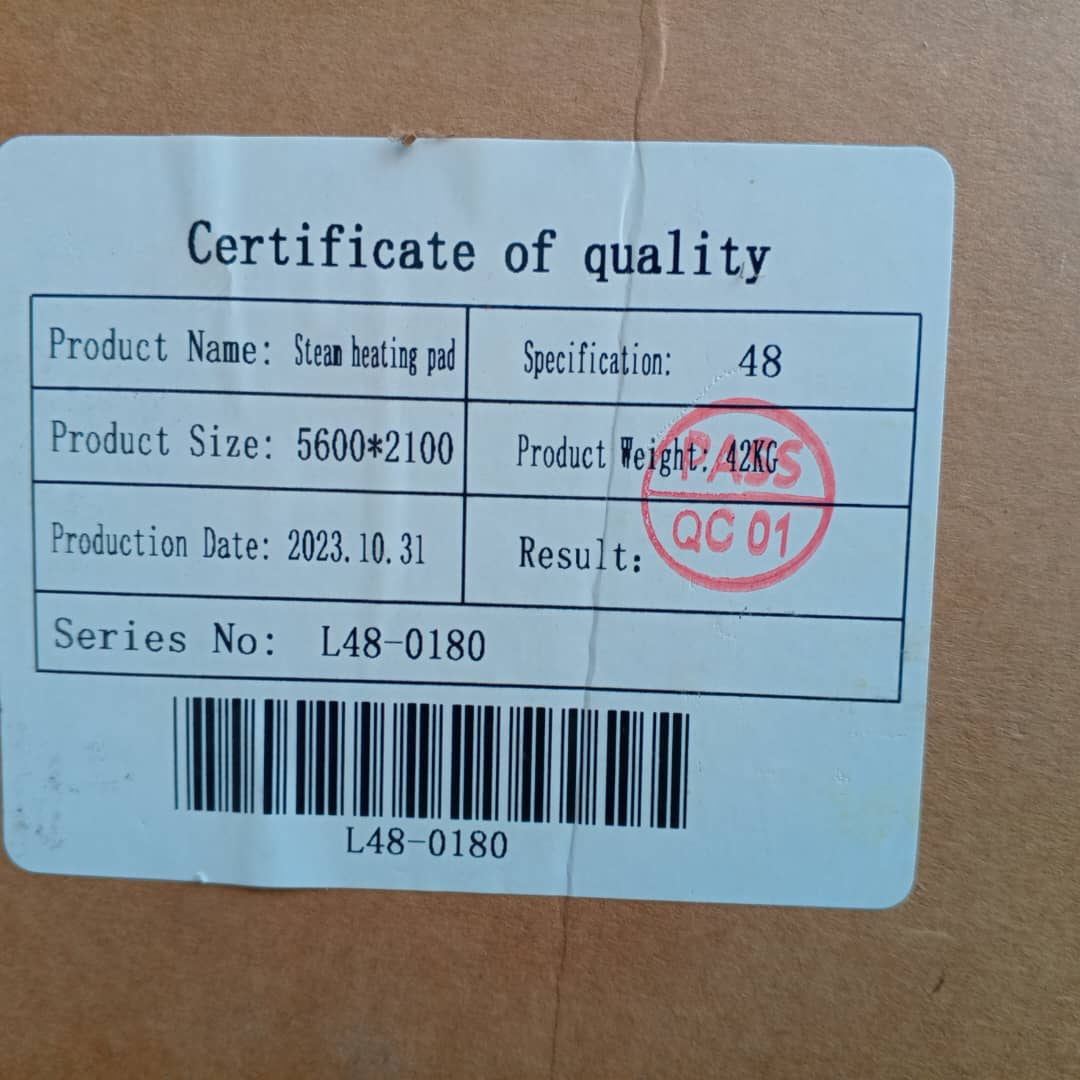 Certificate of quality
Product Name: Steam heating pad
Specification: 48
Product Size: 5600*2100
Product Weight: 42KG
PASS
Production Date: 2023.10.31
Result:
QC 01
Series No: L48-0180
L48-0180